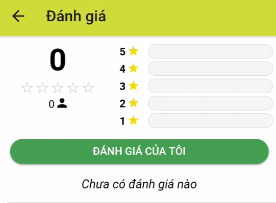 Đánh giá
0
0
5
4
3
2
1
ĐÁNH GIÁ CỦA TÔI
Chưa có đánh giá nào